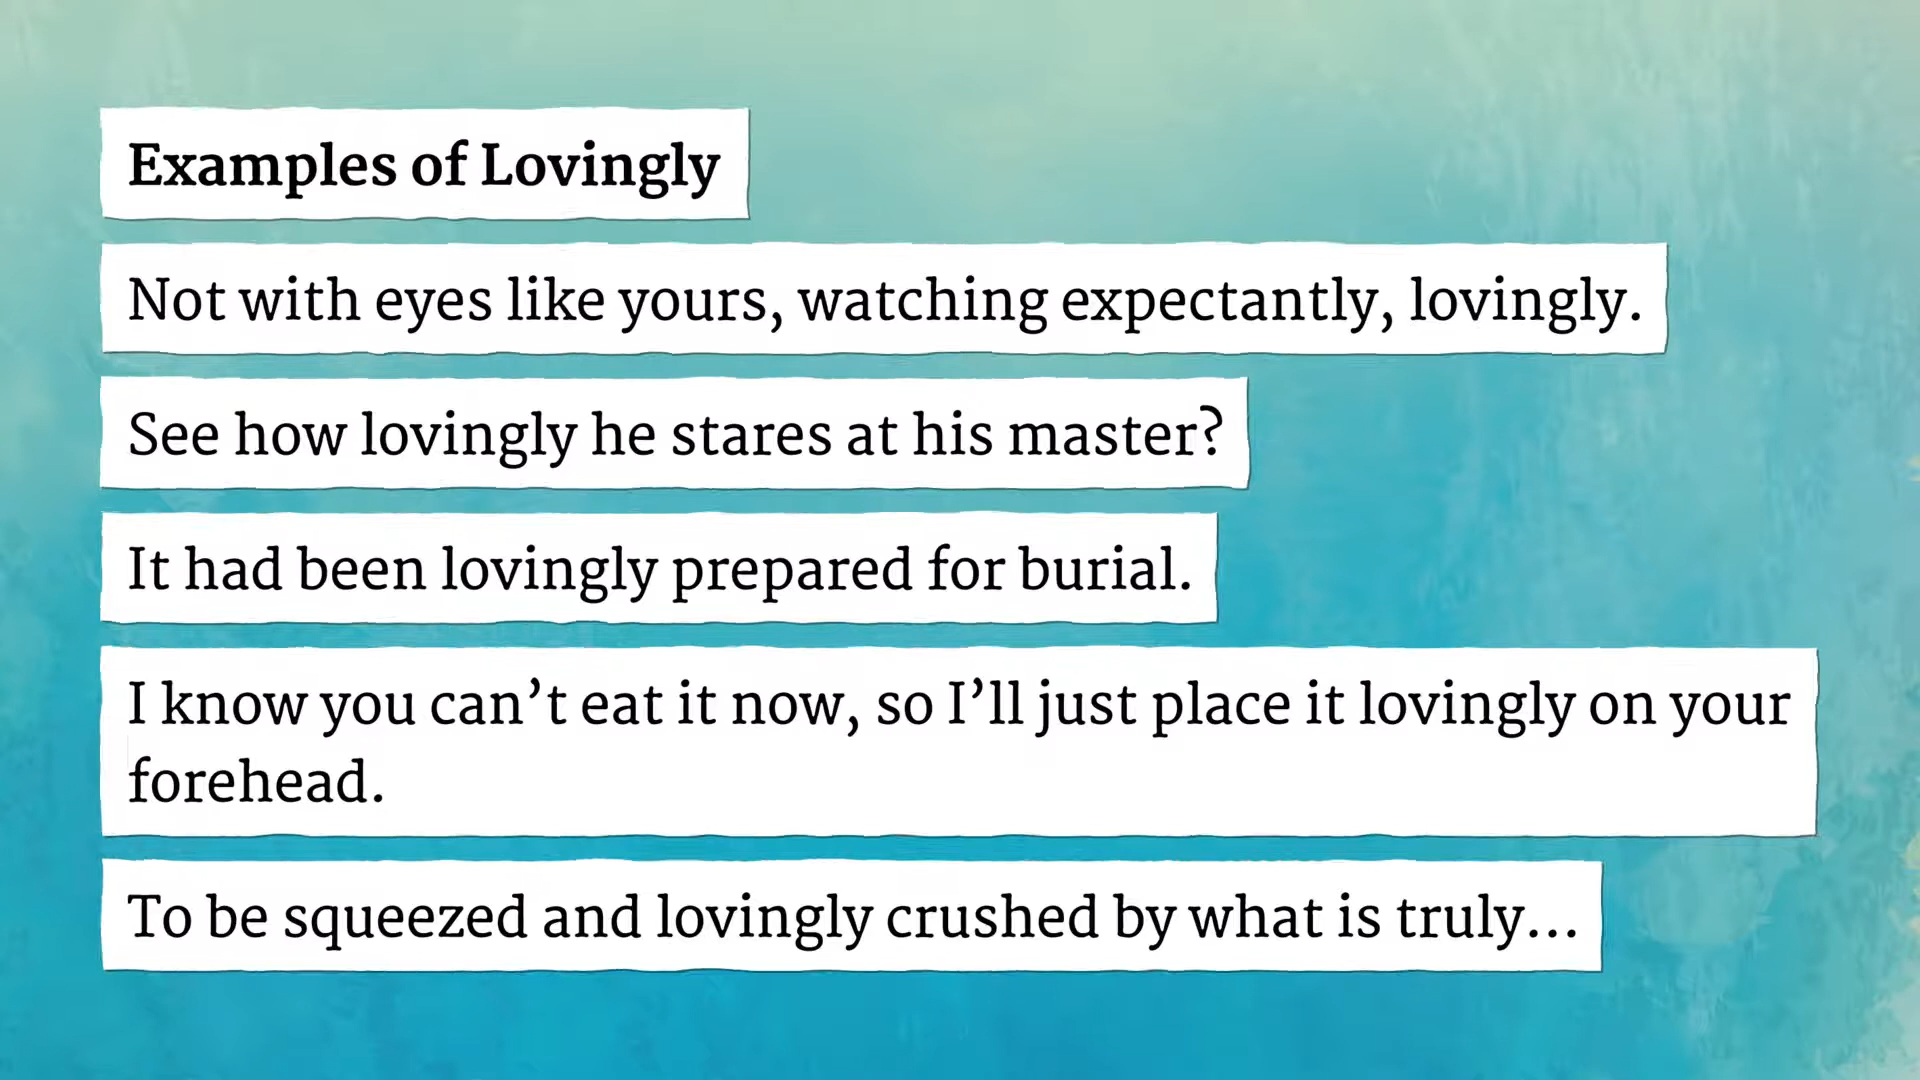 Examples of Lovingly
Not with eyes like yours, watching expectantly, lovingly.
See how lovingly he stares at his master?
It had been lovingly prepared for burial.
I know you can’t eat it now, so I’ll just place it lovingly on your
forehead.
To be squeezed and lovingly crushed by what is truly...